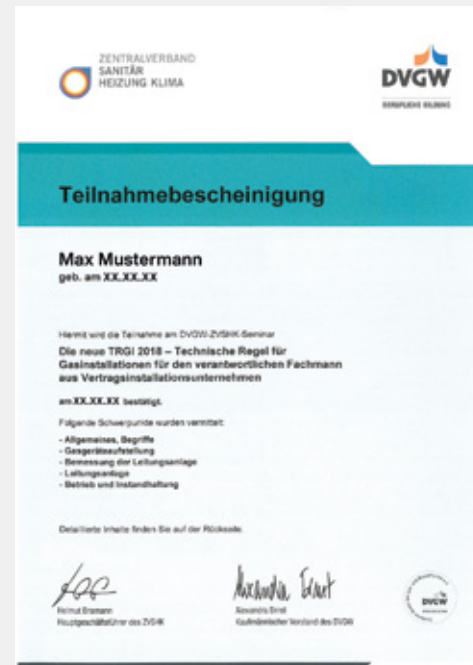 ZENTRALVERBAND
SANITÄR
HEIZUNG KLIMA
DVGW
BERUFLICHE BILDUNG
Teilnahmebescheinigung
Max Mustermann
geb. am XX.XX.XX
Hiermit wird die Teilnahme am DVGW-ZVSHK-Seminar
Die neue TRGI 2018 – Technische Regel für
Gasinstallationen für den verantwortlichen Fachmann
aus Vertragsinstallationsunternehmen
am XX.XX.XX bestätigt.
Folgende Schwerpunkte wurden vermittelt:
- Allgemeines, Begriffe
- Gasgeräteaufstellung
- Bemessung der Leitungsanlage
- Leitungsanlage
- Betrieb und Instandhaltung
Detaillierte Inhalte finden Sie auf der Rückseite.
Helmut Bramann
Hauptgeschäftsführer des ZVSHK
Alexandra Ernst
Kaufmännischer Vorstand des DVGW
DVGW